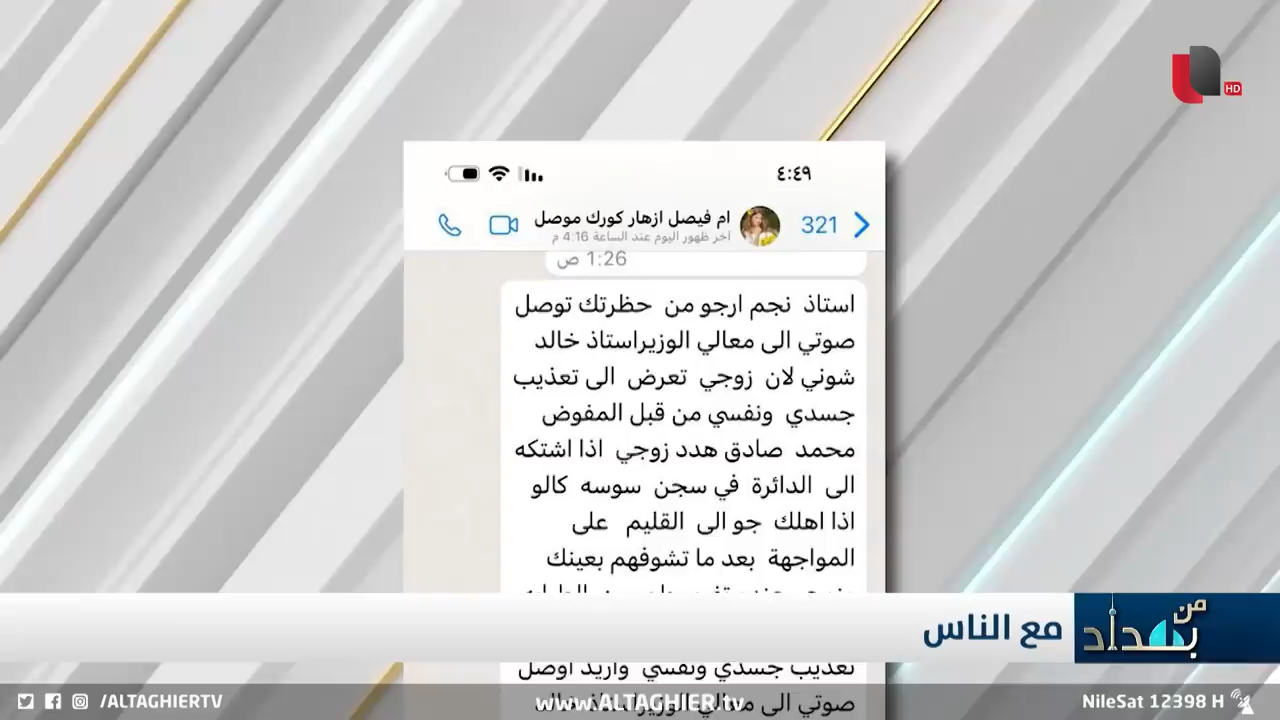 HD
٤:٤٩
321
ام فيصل ازهار كورك موصل
اخر ظهور اليوم عند الساعة 4:16 م
1:26 ص
استاذ نجم ارجو من حظرتك توصل
صوتي الى معالي الوزيراستاذ خالد
شوني لان زوجي تعرض الى تعذيب
جسدي ونفسي من قبل المفوض
محمد صادق هدد زوجي اذا اشتكه
الى الدائرة في سجن سوسه كالو
اذا اهلك جو الى القليم على
المواجهة بعد ما تشوفهم بعينك
من بغداد
مع الناس
تعذيب جسدي ونفسي واريد اوصل
صوتي الى معالي الوزيراستاذ خالد
/ALTAGHIERTV
www.ALTAGHIER.tv
NileSat 12398 H